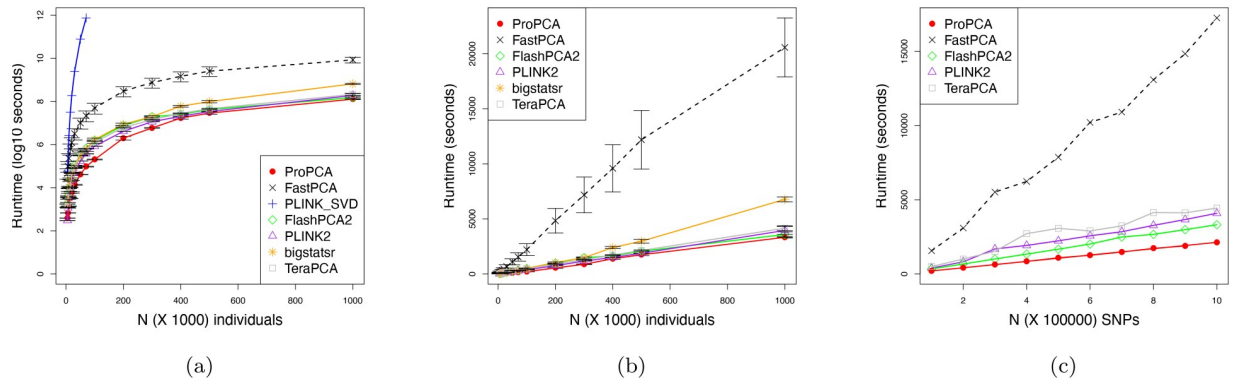 12
10
8
6
4
2
0
Runtime (log10 seconds)
ProPCA
FastPCA
PLINK_SVD
FlashPCA2
PLINK2
bigstatsr
TeraPCA
0 200 400 600 800 1000
N (X 1000) individuals
(a)
ProPCA
FastPCA
FlashPCA2
PLINK2
bigstatsr
TeraPCA
20000
15000
10000
5000
0
Runtime (seconds)
0 200 400 600 800 1000
N (X 1000) individuals
(b)
ProPCA
FastPCA
FlashPCA2
PLINK2
TeraPCA
15000
10000
5000
0
Runtime (seconds)
2 4 6 8 10
N (X 100000) SNPs
(c)